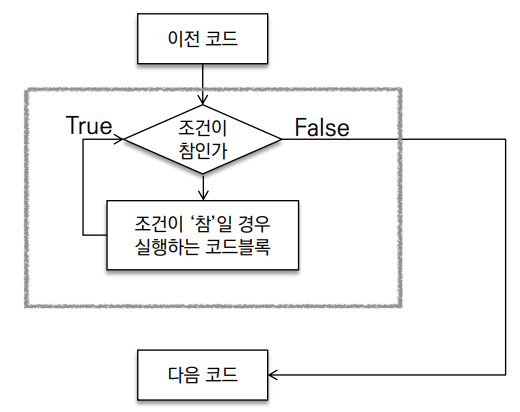 이전 코드
True
조건이
참인가
False
조건이 ‘참’일 경우
실행하는 코드블록
다음 코드